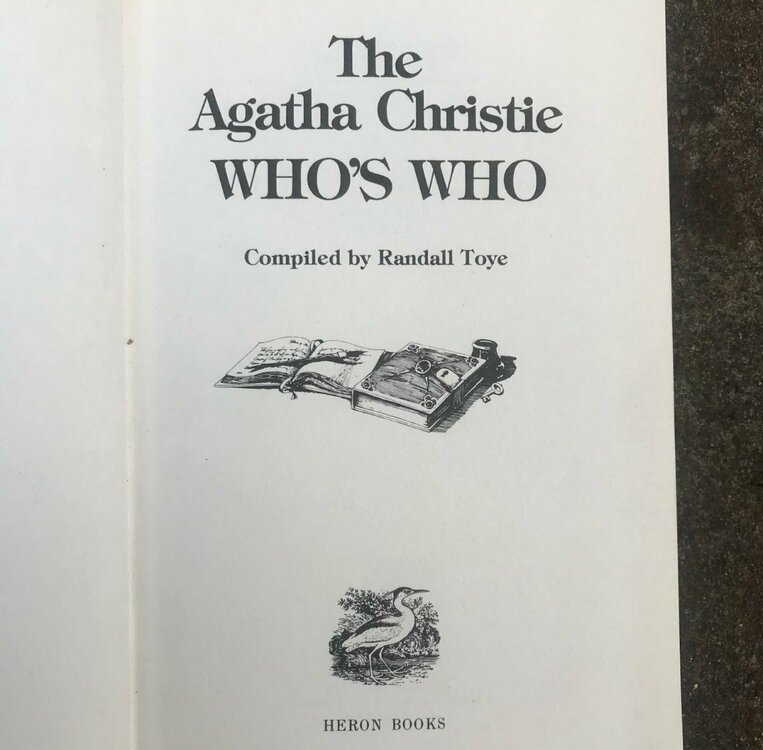 The
Agatha Christie
WHO'S WHO
Compiled by Randall Toye
HERON BOOKS